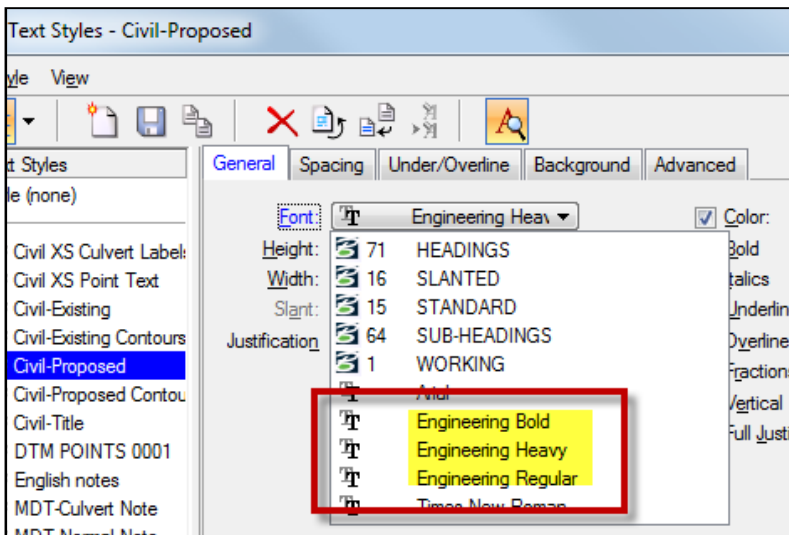 Text Styles - Civil-Proposed
yle View
General Spacing Under/Overline Background Advanced
t Styles
le (none)
Civil XS Culvert Label
Civil XS Point Text
Civil-Existing
Civil-Existing Contours
Civil-Proposed
Civil-Proposed Contou
Civil-Title
DTM POINTS 0001
English notes
MDT-Culvert Note
MDT-Normal Note
Font: Engineering Heav
Color:
Height:
Width:
Slant:
Justification
71 HEADINGS
16 SLANTED
15 STANDARD
64 SUB-HEADINGS
1 WORKING
Arial
Engineering Bold
Engineering Heavy
Engineering Regular
Times New Roman
Bold
talics
Underlin
Overline
Fractions
Vertical
Full Justi